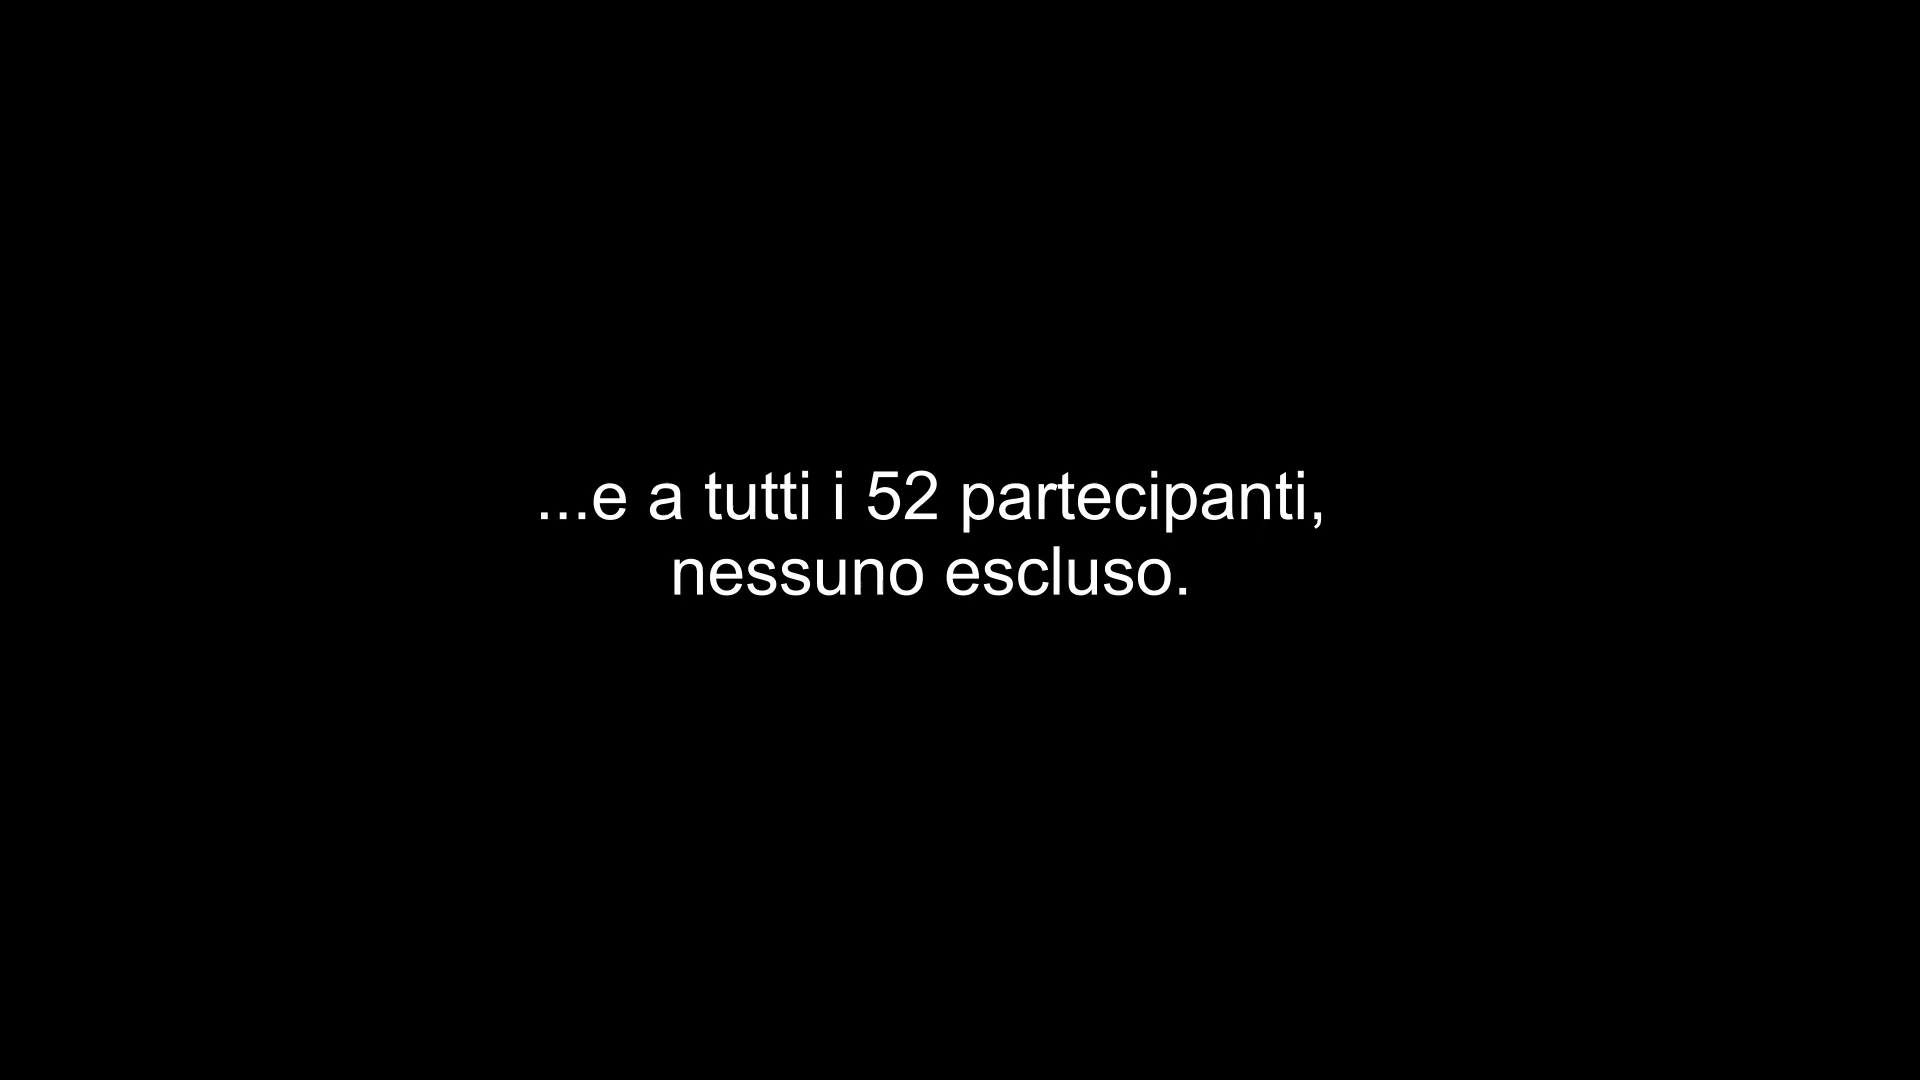 ...e a tutti i 52 partecipanti,
nessuno escluso.